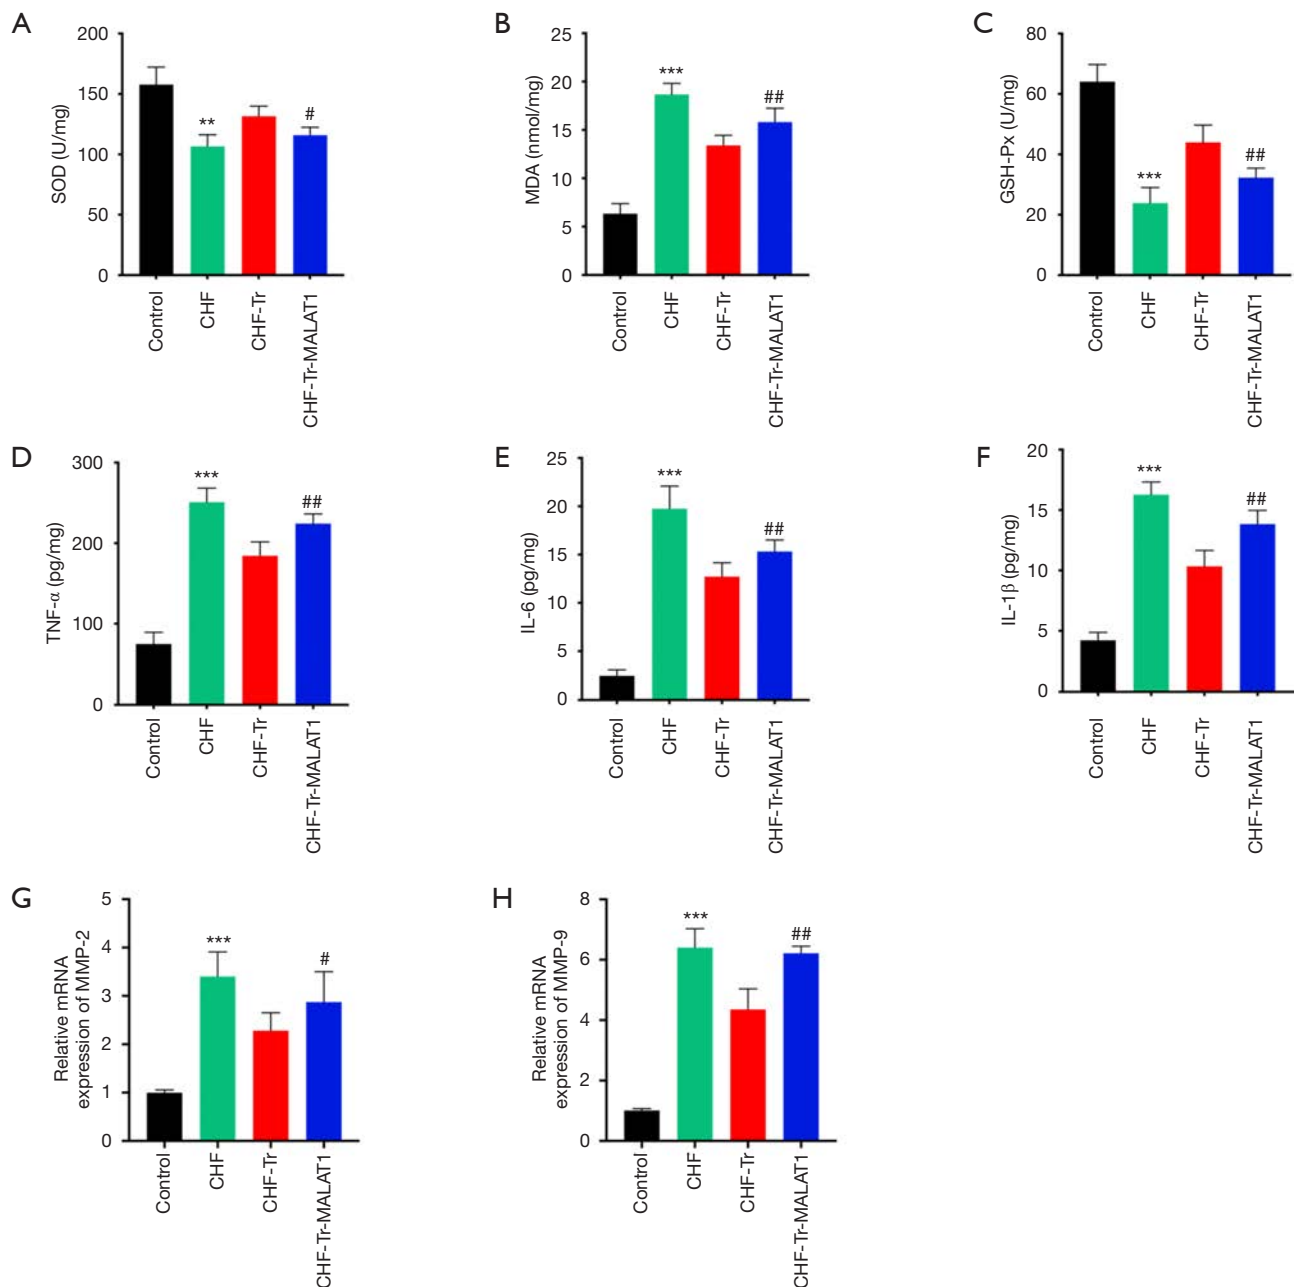 A
SOD (U/mg)
200
150
100
50
0
**
#
Control
CHF
CHF-Tr
CHF-Tr-MALAT1
B
MDA (nmol/mg)
25
20
15
10
5
0
***
##
Control
CHF
CHF-Tr
CHF-Tr-MALAT1
C
GSH-Px (U/mg)
80
60
40
20
0
***
##
Control
CHF
CHF-Tr
CHF-Tr-MALAT1
D
TNF-α (pg/mg)
300
200
100
0
***
##
Control
CHF
CHF-Tr
CHF-Tr-MALAT1
E
IL-6 (pg/mg)
25
20
15
10
5
0
***
##
Control
CHF
CHF-Tr
CHF-Tr-MALAT1
F
IL-1β (pg/mg)
20
15
10
5
0
***
##
Control
CHF
CHF-Tr
CHF-Tr-MALAT1
G
Relative mRNA
expression of MMP-2
5
4
3
2
1
0
***
#
Control
CHF
CHF-Tr
CHF-Tr-MALAT1
H
Relative mRNA
expression of MMP-9
8
6
4
2
0
***
##
Control
CHF
CHF-Tr
CHF-Tr-MALAT1